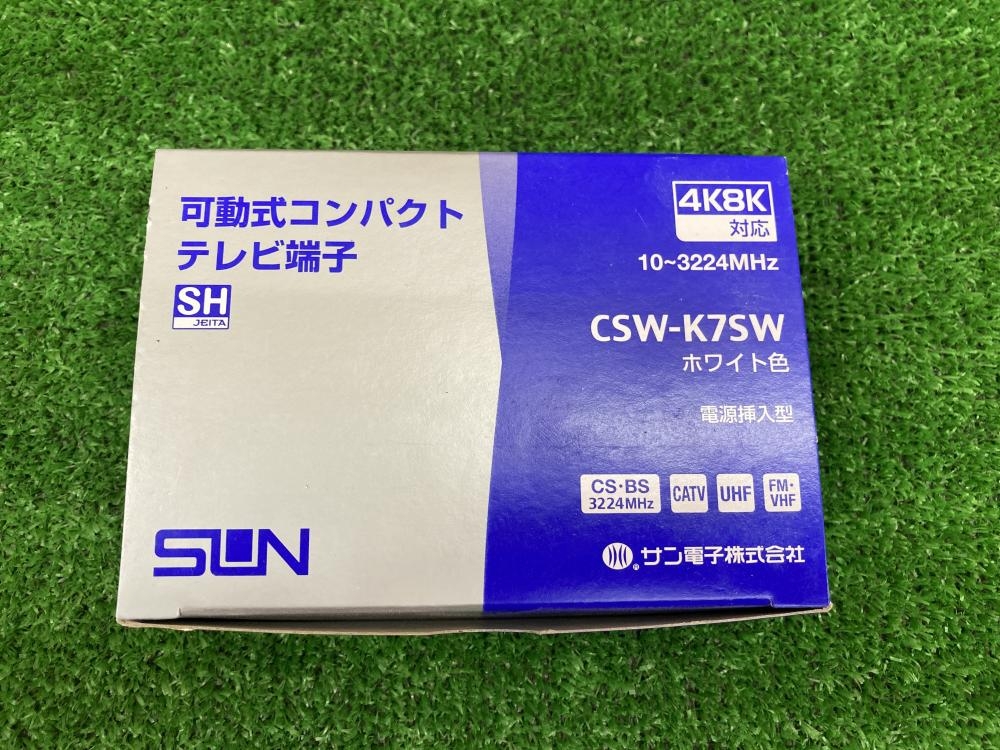 可動式コンパクト
テレビ端子
SH
JEITA
SUN
4K8K
対応
10~3224MHz
CSW-K7SW
ホワイト色
電源挿入型
CS・BS
3224MHz
CATV
UHF
FM・
VHF
サン電子株式会社